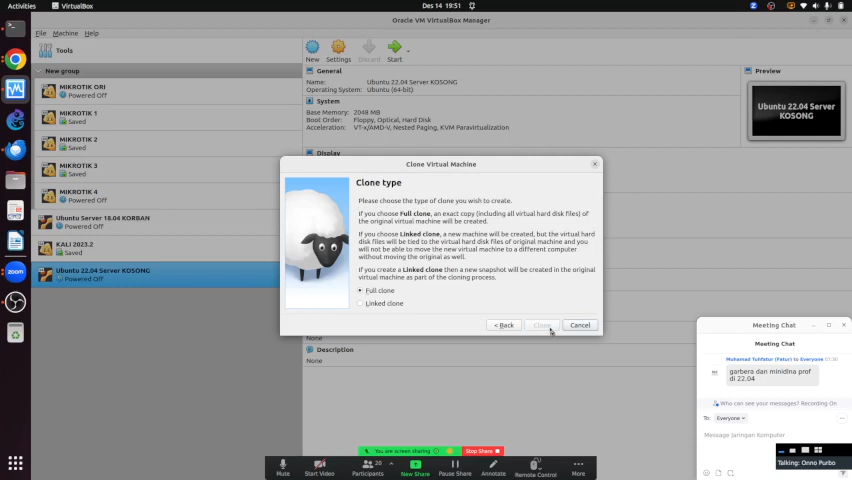 Activities
VirtualBox
Des 14 19:51
Oracle VM VirtualBox Manager
File Machine Help
Tools
New
Settings
Discard
Start
New group
MIKROTIK ORI
Powered Off
MIKROTIK 1
Saved
MIKROTIK 2
Saved
MIKROTIK 3
Saved
MIKROTIK 4
Saved
Ubuntu Server 18.04 KORBAN
Powered Off
KALI 2023.2
Saved
Ubuntu 22.04 Server KOSONG
Powered Off
General
Name: Ubuntu 22.04 Server KOSONG
Operating System: Ubuntu (64-bit)
System
Base Memory: 2048 MB
Boot Order: Floppy, Optical, Hard Disk
Acceleration: VT-x/AMD-V, Nested Paging, KVM Paravirtualization
Display
Preview
Ubuntu 22.04 Server
KOSONG
Clone Virtual Machine
Clone type
Please choose the type of clone you wish to create.
If you choose Full clone, an exact copy (including all virtual hard disk files) of
the original virtual machine will be created.
If you choose Linked clone, a new machine will be created, but the virtual hard
disk files will be tied to the virtual hard disk files of original machine and you
will not be able to move the new virtual machine to a different computer
without moving the original as well.
If you create a Linked clone then a new snapshot will be created in the original
virtual machine as part of the cloning process.
Full clone
Linked clone
< Back
Clone
Cancel
None
Description
None
Meeting Chat
Meeting Chat
Muhamad Tuhfatur (Fatur) to Everyone 07:30
garbera dan minidlna prof
di 22.04
Who can see your messages? Recording On
To: Everyone
Message Jaringan Komputer
Talking: Onno Purbo
You are screen sharing
Stop Share
Mute
Start Video
Participants
20
New Share
Pause Share
Annotate
Remote Control
More
zoom